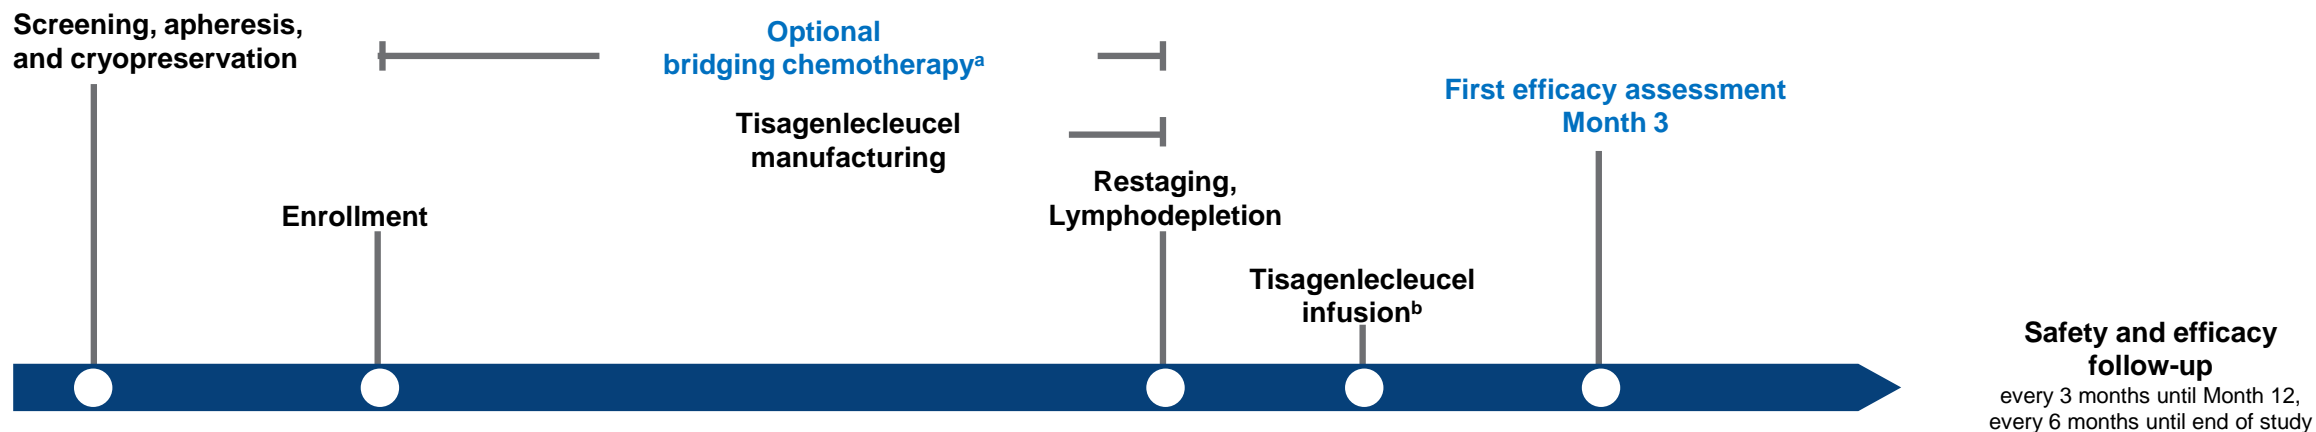 Screening, apheresis,
and cryopreservation
Optional
bridging chemotherapyᵃ
Tisagenlecleucel
manufacturing
Enrollment
Restaging,
Lymphodepletion
Tisagenlecleucel
infusionᵇ
First efficacy assessment
Month 3
Safety and efficacy
follow-up
every 3 months until Month 12,
every 6 months until end of study